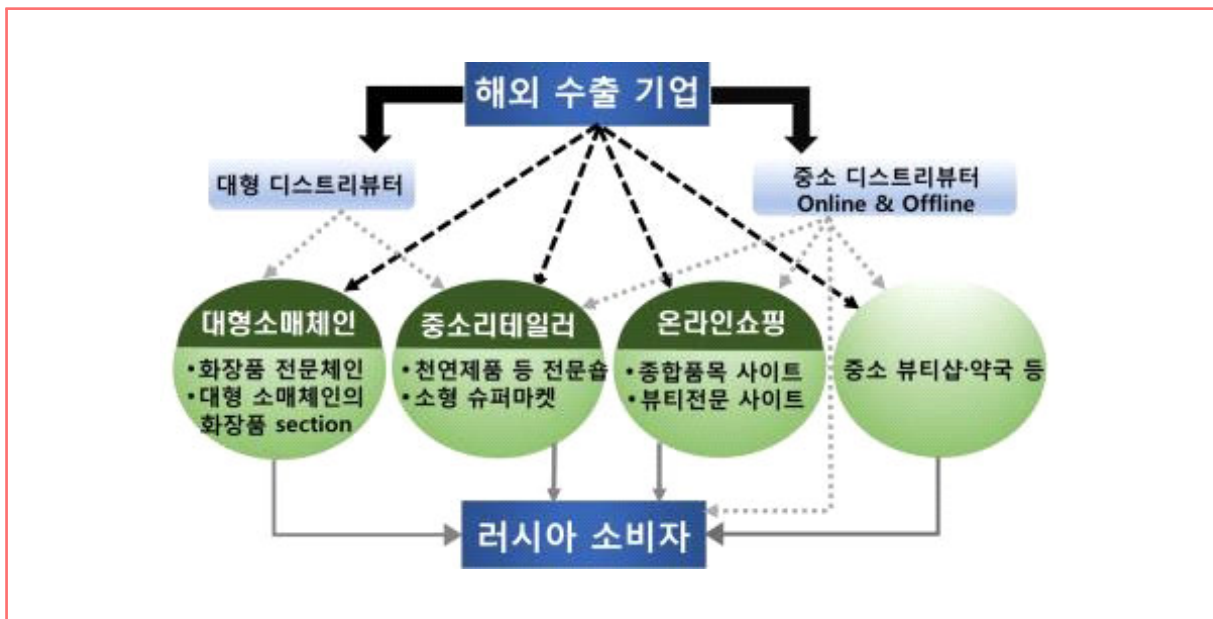 해외 수출 기업
대형 디스트리뷰터
중소 디스트리뷰터
Online & Offline
대형소매체인
• 화장품 전문체인
• 대형 소매체인의
화장품 section
중소리테일러
• 천연제품 등 전문숍
• 소형 슈퍼마켓
온라인쇼핑
• 종합품목 사이트
• 뷰티전문 사이트
중소 뷰티샵·약국 등
러시아 소비자